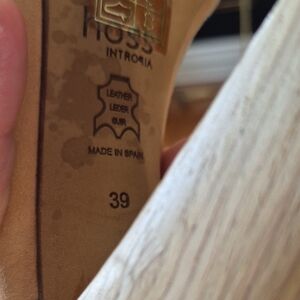 HOSS
INTROPIA
LEATHER
LEDER
CUIR
MADE IN SPAIN
39